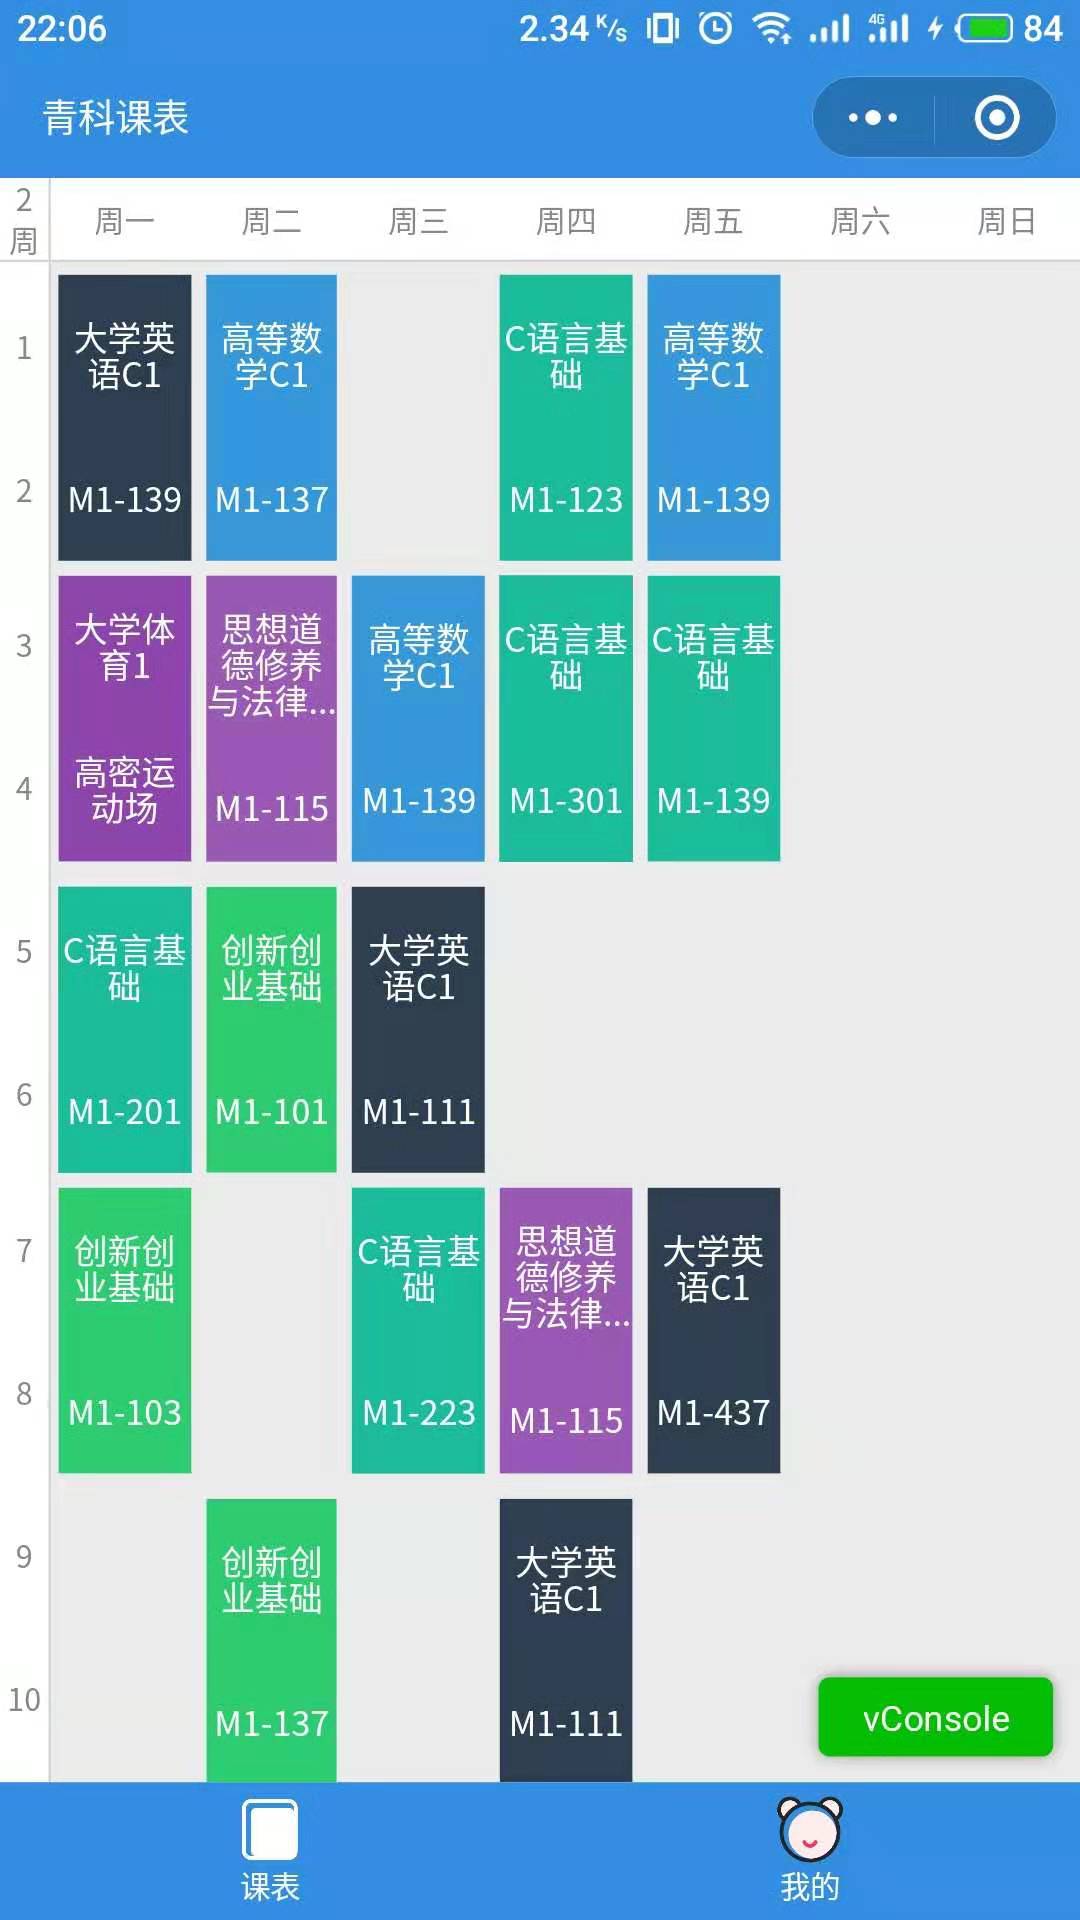 22:06 2.34 K/s 4G 84
青科课表
2
周
周一 周二 周三 周四 周五 周六 周日
1
大学英
语C1
高等数
学C1
C语言基
础
高等数
学C1
2
M1-139
M1-137
M1-123
M1-139
3
大学体
育1
思想道
德修养
与法律...
高等数
学C1
C语言基
础
C语言基
础
4
高密运
动场
M1-115
M1-139
M1-301
M1-139
5
C语言基
础
创新创
业基础
大学英
语C1
6
M1-201
M1-101
M1-111
7
创新创
业基础
C语言基
础
思想道
德修养
与法律...
大学英
语C1
8
M1-103
M1-223
M1-115
M1-437
9
创新创
业基础
大学英
语C1
10
M1-137
M1-111
vConsole
课表
我的